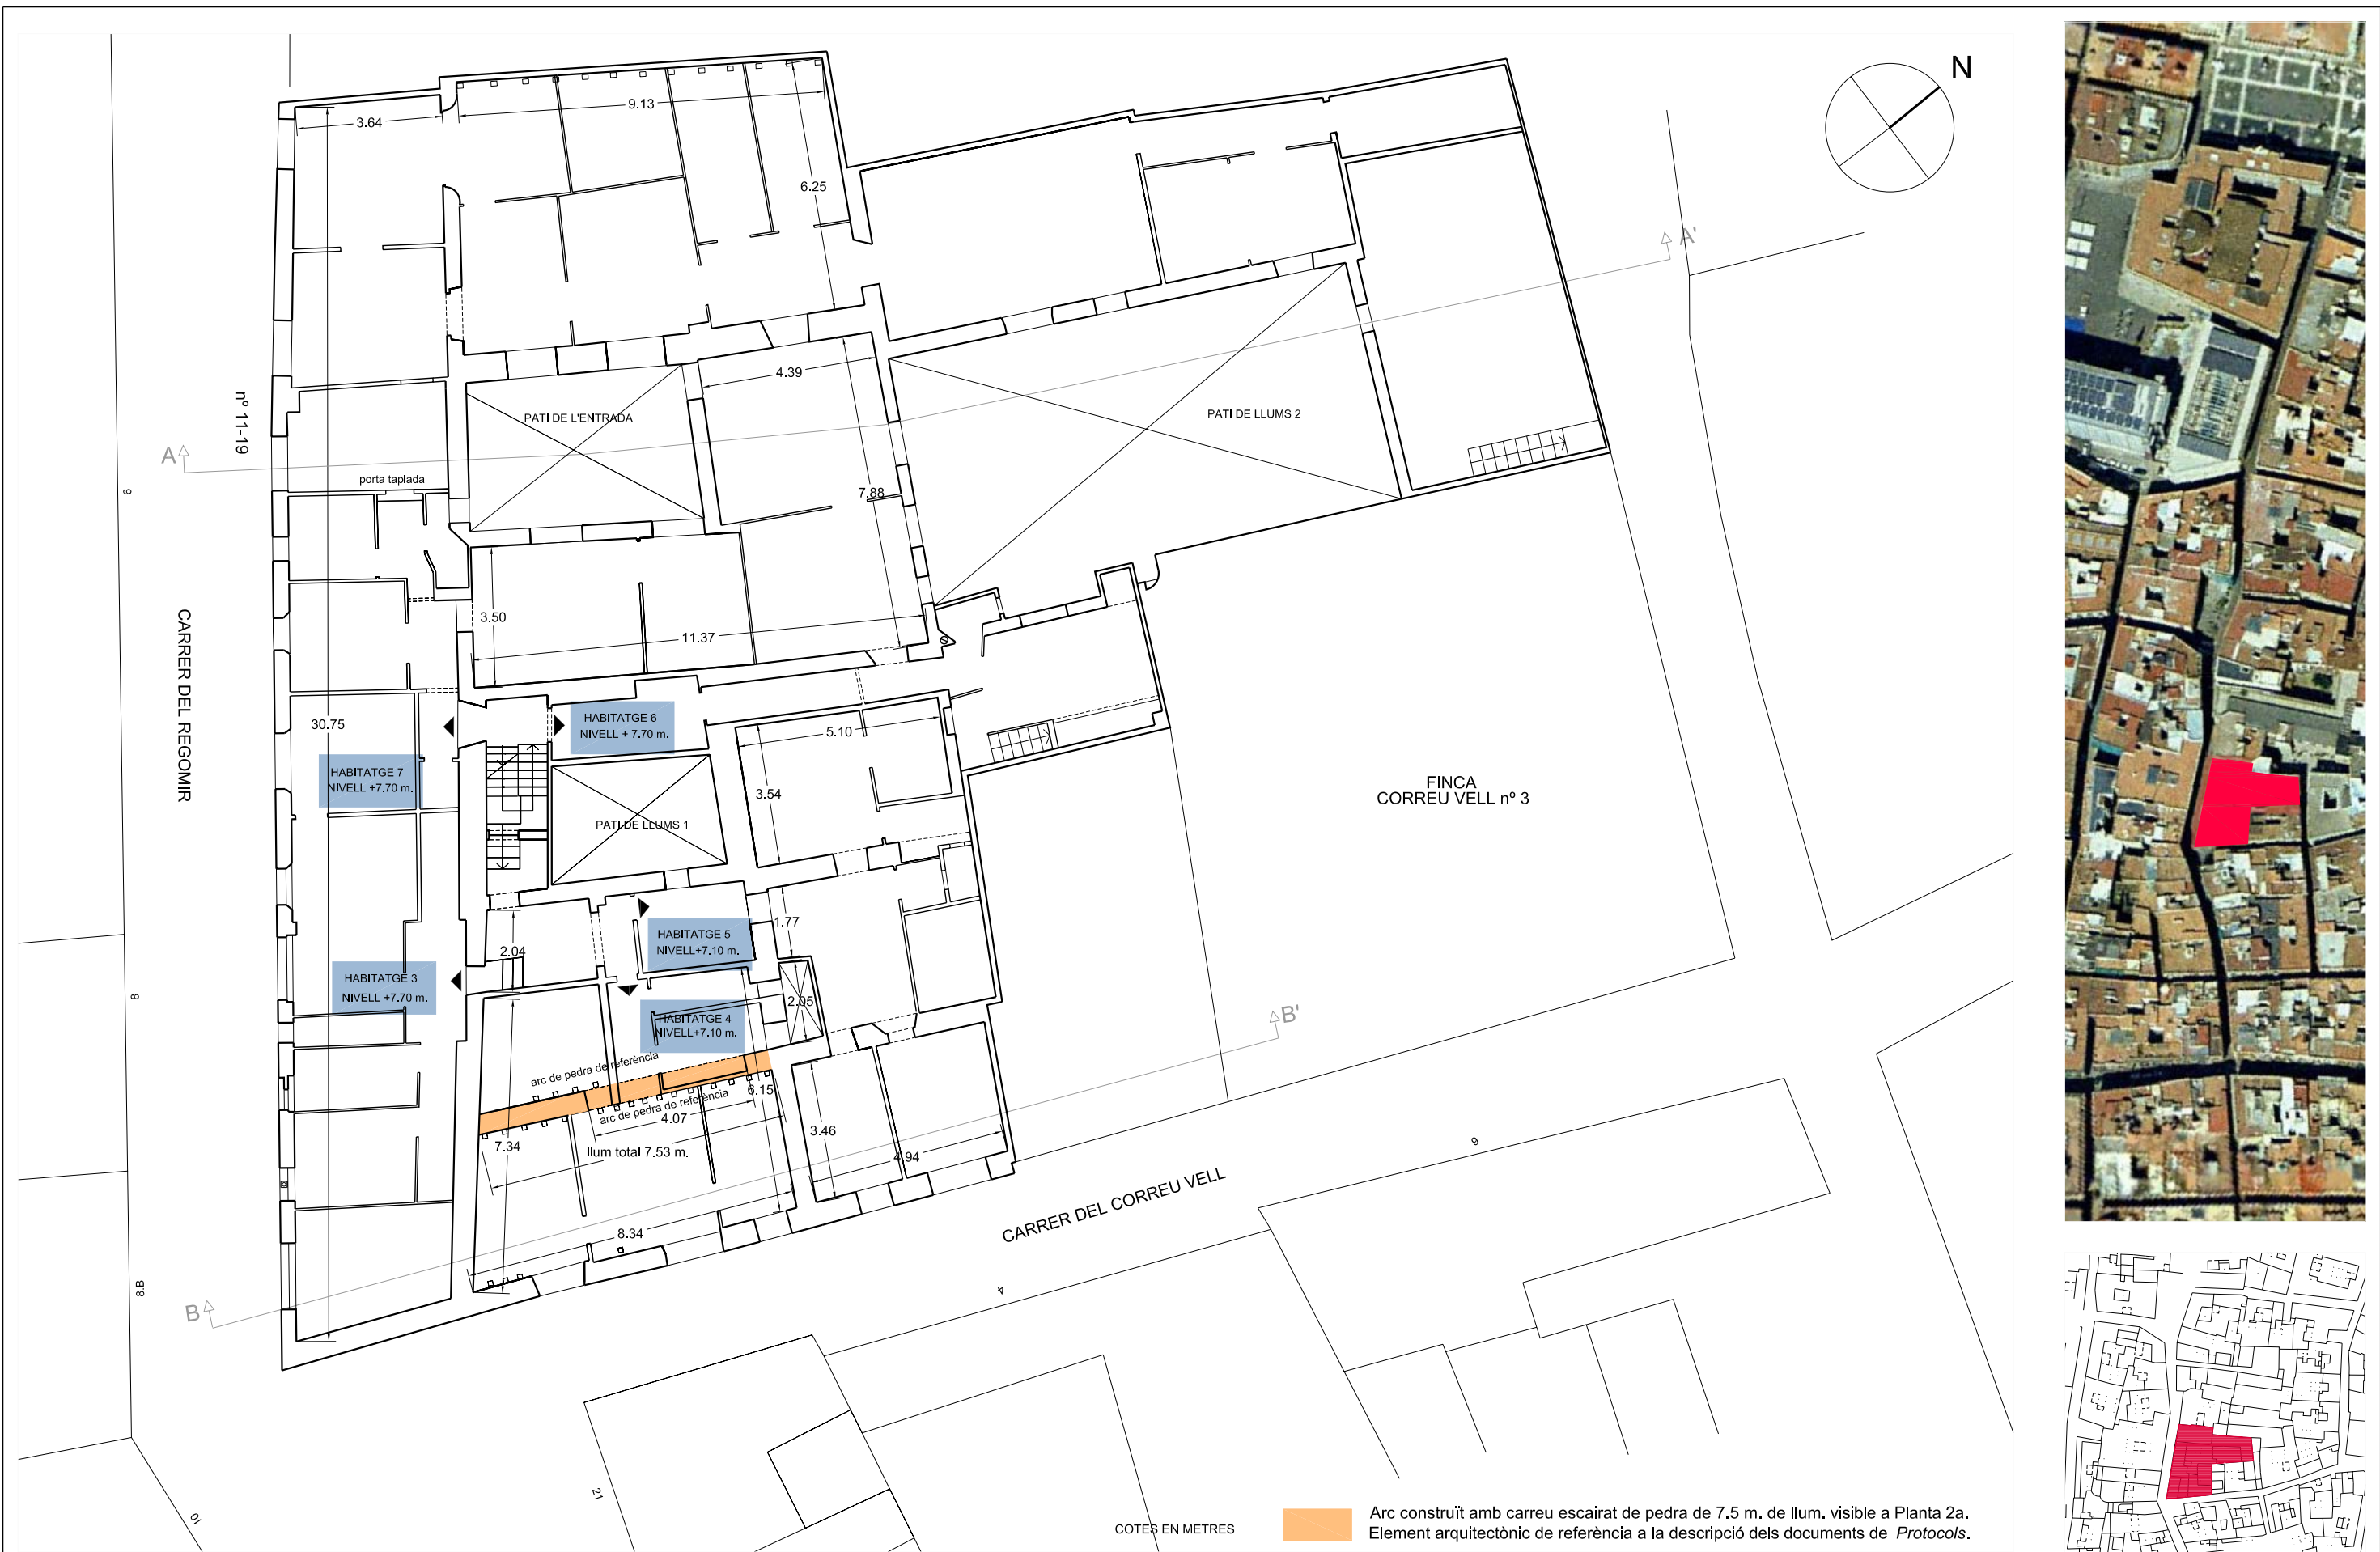 N
3.64
9.13
6.25
A'
nº 11-19
4.39
PATI DE L'ENTRADA
PATI DE LLUMS 2
A
porta taplada
7.88
9
CARRER DEL REGOMIR
3.50
11.37
30.75
HABITATGE 6
NIVELL + 7.70 m.
5.10
HABITATGE 7
NIVELL +7.70 m.
3.54
FINCA
CORREU VELL nº 3
PATI DE LLUMS 1
1.77
HABITATGE 5
NIVELL+7.10 m.
2.04
HABITATGE 3
NIVELL +7.70 m.
8
2.05
HABITATGE 4
NIVELL+7.10 m.
B'
arc de pedra de referència
arc de pedra de referència
6.15
4.07
3.46
7.34
llum total 7.53 m.
4.94
9
CARRER DEL CORREU VELL
8.34
8.B
B
4
21
10
COTES EN METRES
Arc construït amb carreu escairat de pedra de 7.5 m. de llum. visible a Planta 2a.
Element arquitectònic de referència a la descripció dels documents de Protocols.